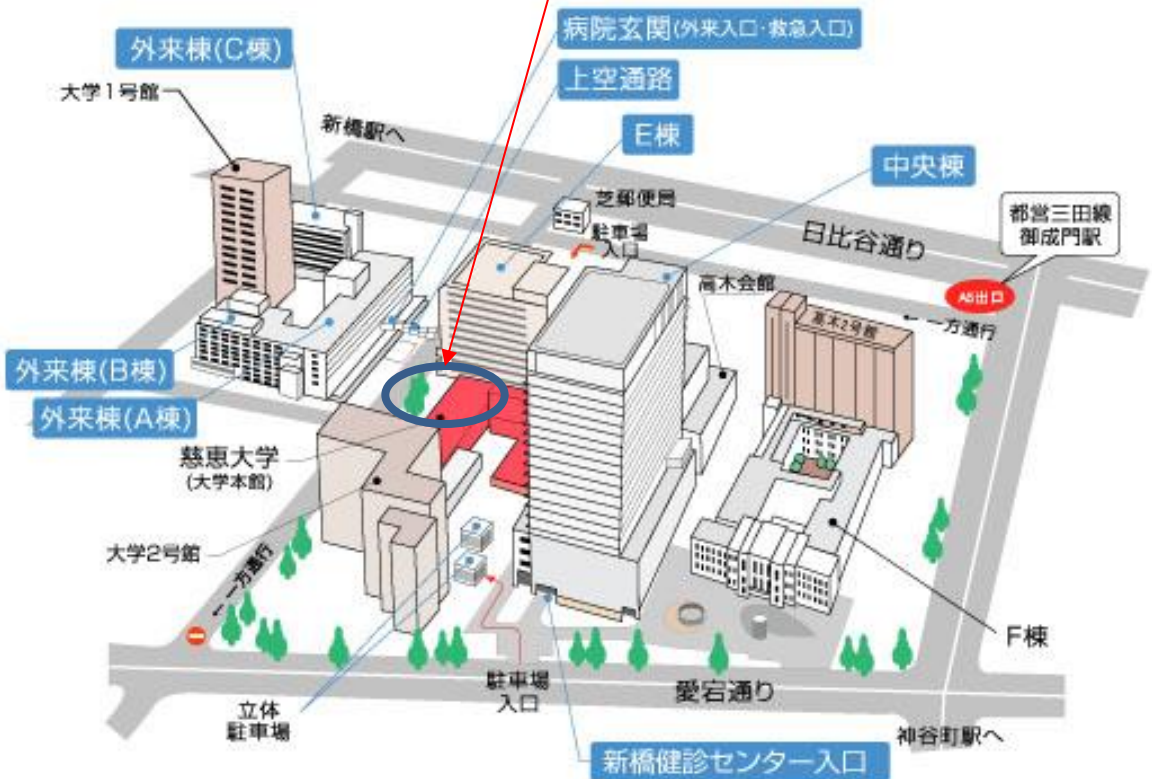 病院玄関(外来入口・救急入口)
外来棟(C棟)
上空通路
大学1号館
新橋駅へ
E棟
中央棟
芝郵便局
都営三田線
御成門駅
駐車場
入口
日比谷通り
高木会館
A5出口
← 一方通行
高木2号館
外来棟(B棟)
外来棟(A棟)
慈恵大学
(大学本館)
大学2号館
← 一方通行
F棟
駐車場
入口
愛宕通り
立体
駐車場
神谷町駅へ
新橋健診センター入口